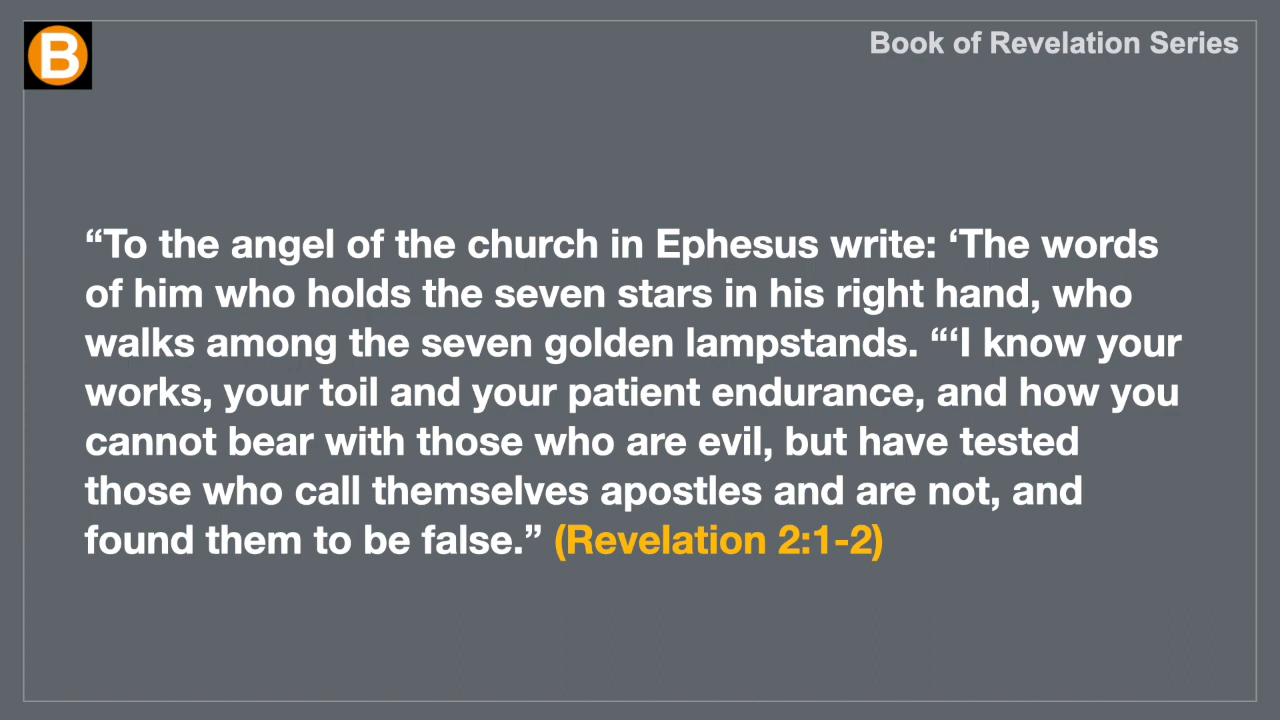 B
Book of Revelation Series
“To the angel of the church in Ephesus write: ‘The words
of him who holds the seven stars in his right hand, who
walks among the seven golden lampstands. “‘I know your
works, your toil and your patient endurance, and how you
cannot bear with those who are evil, but have tested
those who call themselves apostles and are not, and
found them to be false.” (Revelation 2:1-2)